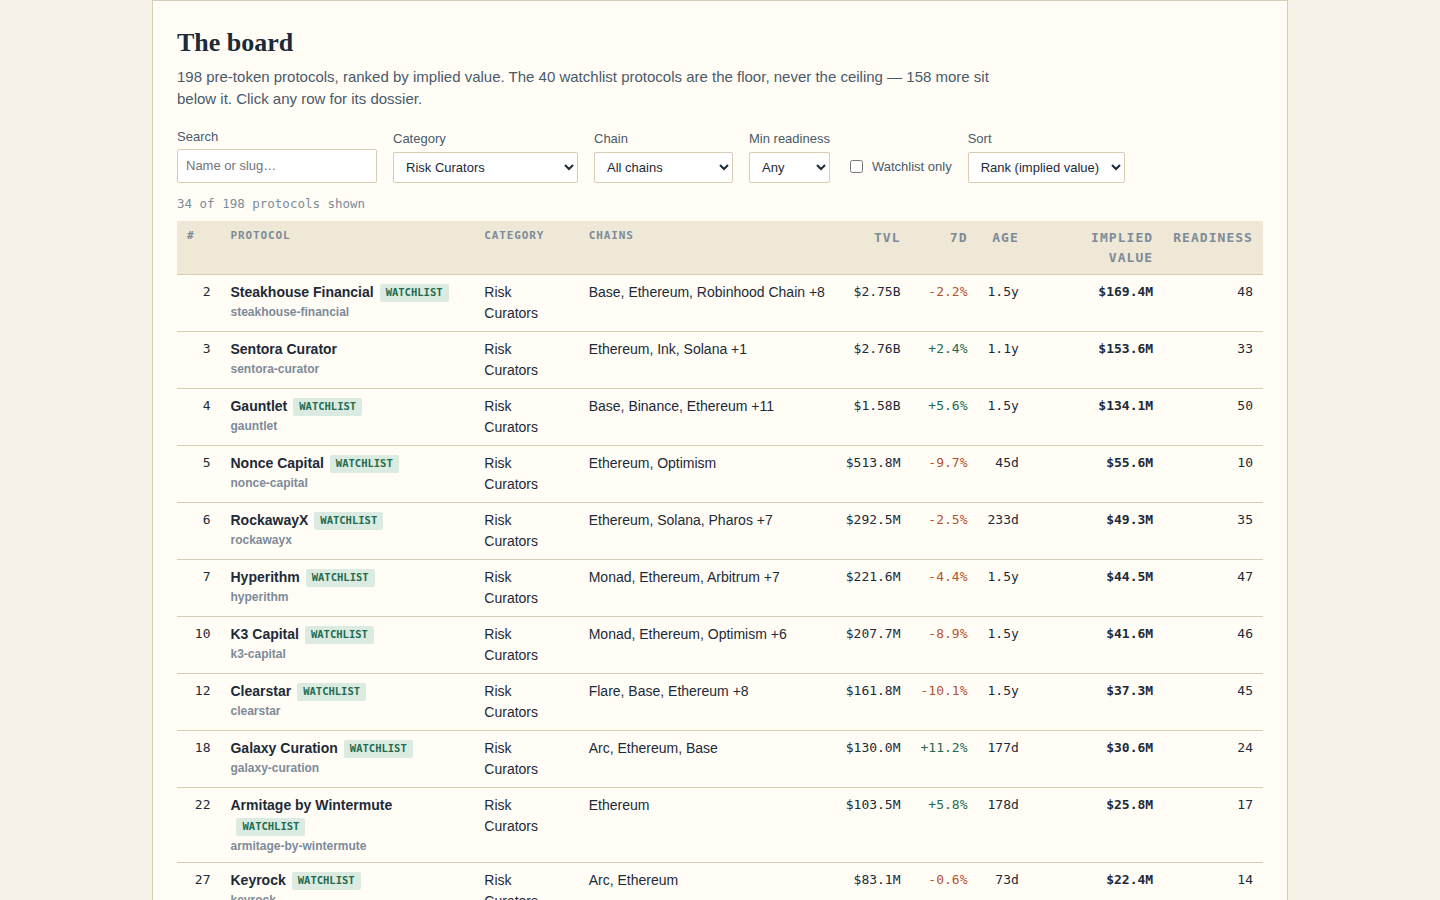 The board
198 pre-token protocols, ranked by implied value. The 40 watchlist protocols are the floor, never the ceiling — 158 more sit
below it. Click any row for its dossier.
Search Category Chain Min readiness Sort
Name or slug… Risk Curators All chains Any Watchlist only Rank (implied value)
34 of 198 protocols shown
# PROTOCOL CATEGORY CHAINS TVL 7D AGE IMPLIED VALUE READINESS
2 Steakhouse Financial WATCHLIST Risk Curators Base, Ethereum, Robinhood Chain +8 $2.75B -2.2% 1.5y $169.4M 48
steakhouse-financial
3 Sentora Curator Risk Curators Ethereum, Ink, Solana +1 $2.76B +2.4% 1.1y $153.6M 33
sentora-curator
4 Gauntlet WATCHLIST Risk Curators Base, Binance, Ethereum +11 $1.58B +5.6% 1.5y $134.1M 50
gauntlet
5 Nonce Capital WATCHLIST Risk Curators Ethereum, Optimism $513.8M -9.7% 45d $55.6M 10
nonce-capital
6 RockawayX WATCHLIST Risk Curators Ethereum, Solana, Pharos +7 $292.5M -2.5% 233d $49.3M 35
rockawayx
7 Hyperithm WATCHLIST Risk Curators Monad, Ethereum, Arbitrum +7 $221.6M -4.4% 1.5y $44.5M 47
hyperithm
10 K3 Capital WATCHLIST Risk Curators Monad, Ethereum, Optimism +6 $207.7M -8.9% 1.5y $41.6M 46
k3-capital
12 Clearstar WATCHLIST Risk Curators Flare, Base, Ethereum +8 $161.8M -10.1% 1.5y $37.3M 45
clearstar
18 Galaxy Curation WATCHLIST Risk Curators Arc, Ethereum, Base $130.0M +11.2% 177d $30.6M 24
galaxy-curation
22 Armitage by Wintermute WATCHLIST Risk Curators Ethereum $103.5M +5.8% 178d $25.8M 17
armitage-by-wintermute
27 Keyrock WATCHLIST Risk Curators Arc, Ethereum $83.1M -0.6% 73d $22.4M 14
keyrock